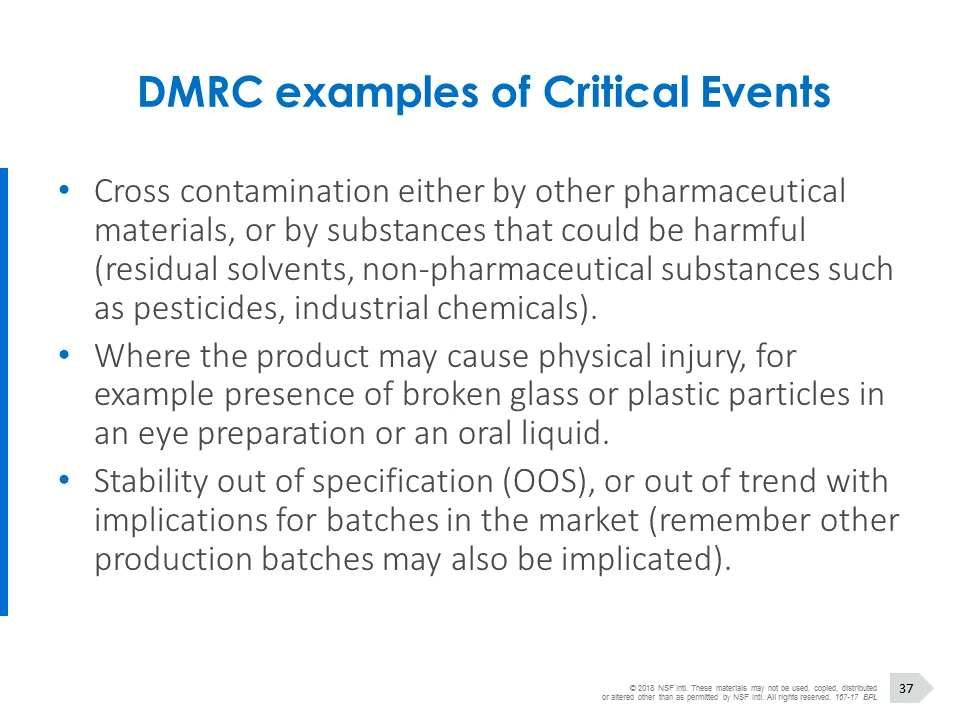 DMRC examples of Critical Events
• Cross contamination either by other pharmaceutical
materials, or by substances that could be harmful
(residual solvents, non-pharmaceutical substances such
as pesticides, industrial chemicals).
• Where the product may cause physical injury, for
example presence of broken glass or plastic particles in
an eye preparation or an oral liquid.
• Stability out of specification (OOS), or out of trend with
implications for batches in the market (remember other
production batches may also be implicated).
© 2018 NSF Intl. These materials may not be used, copied, distributed
or altered other than as permitted by NSF Intl. All rights reserved. 167-17 BPL
37